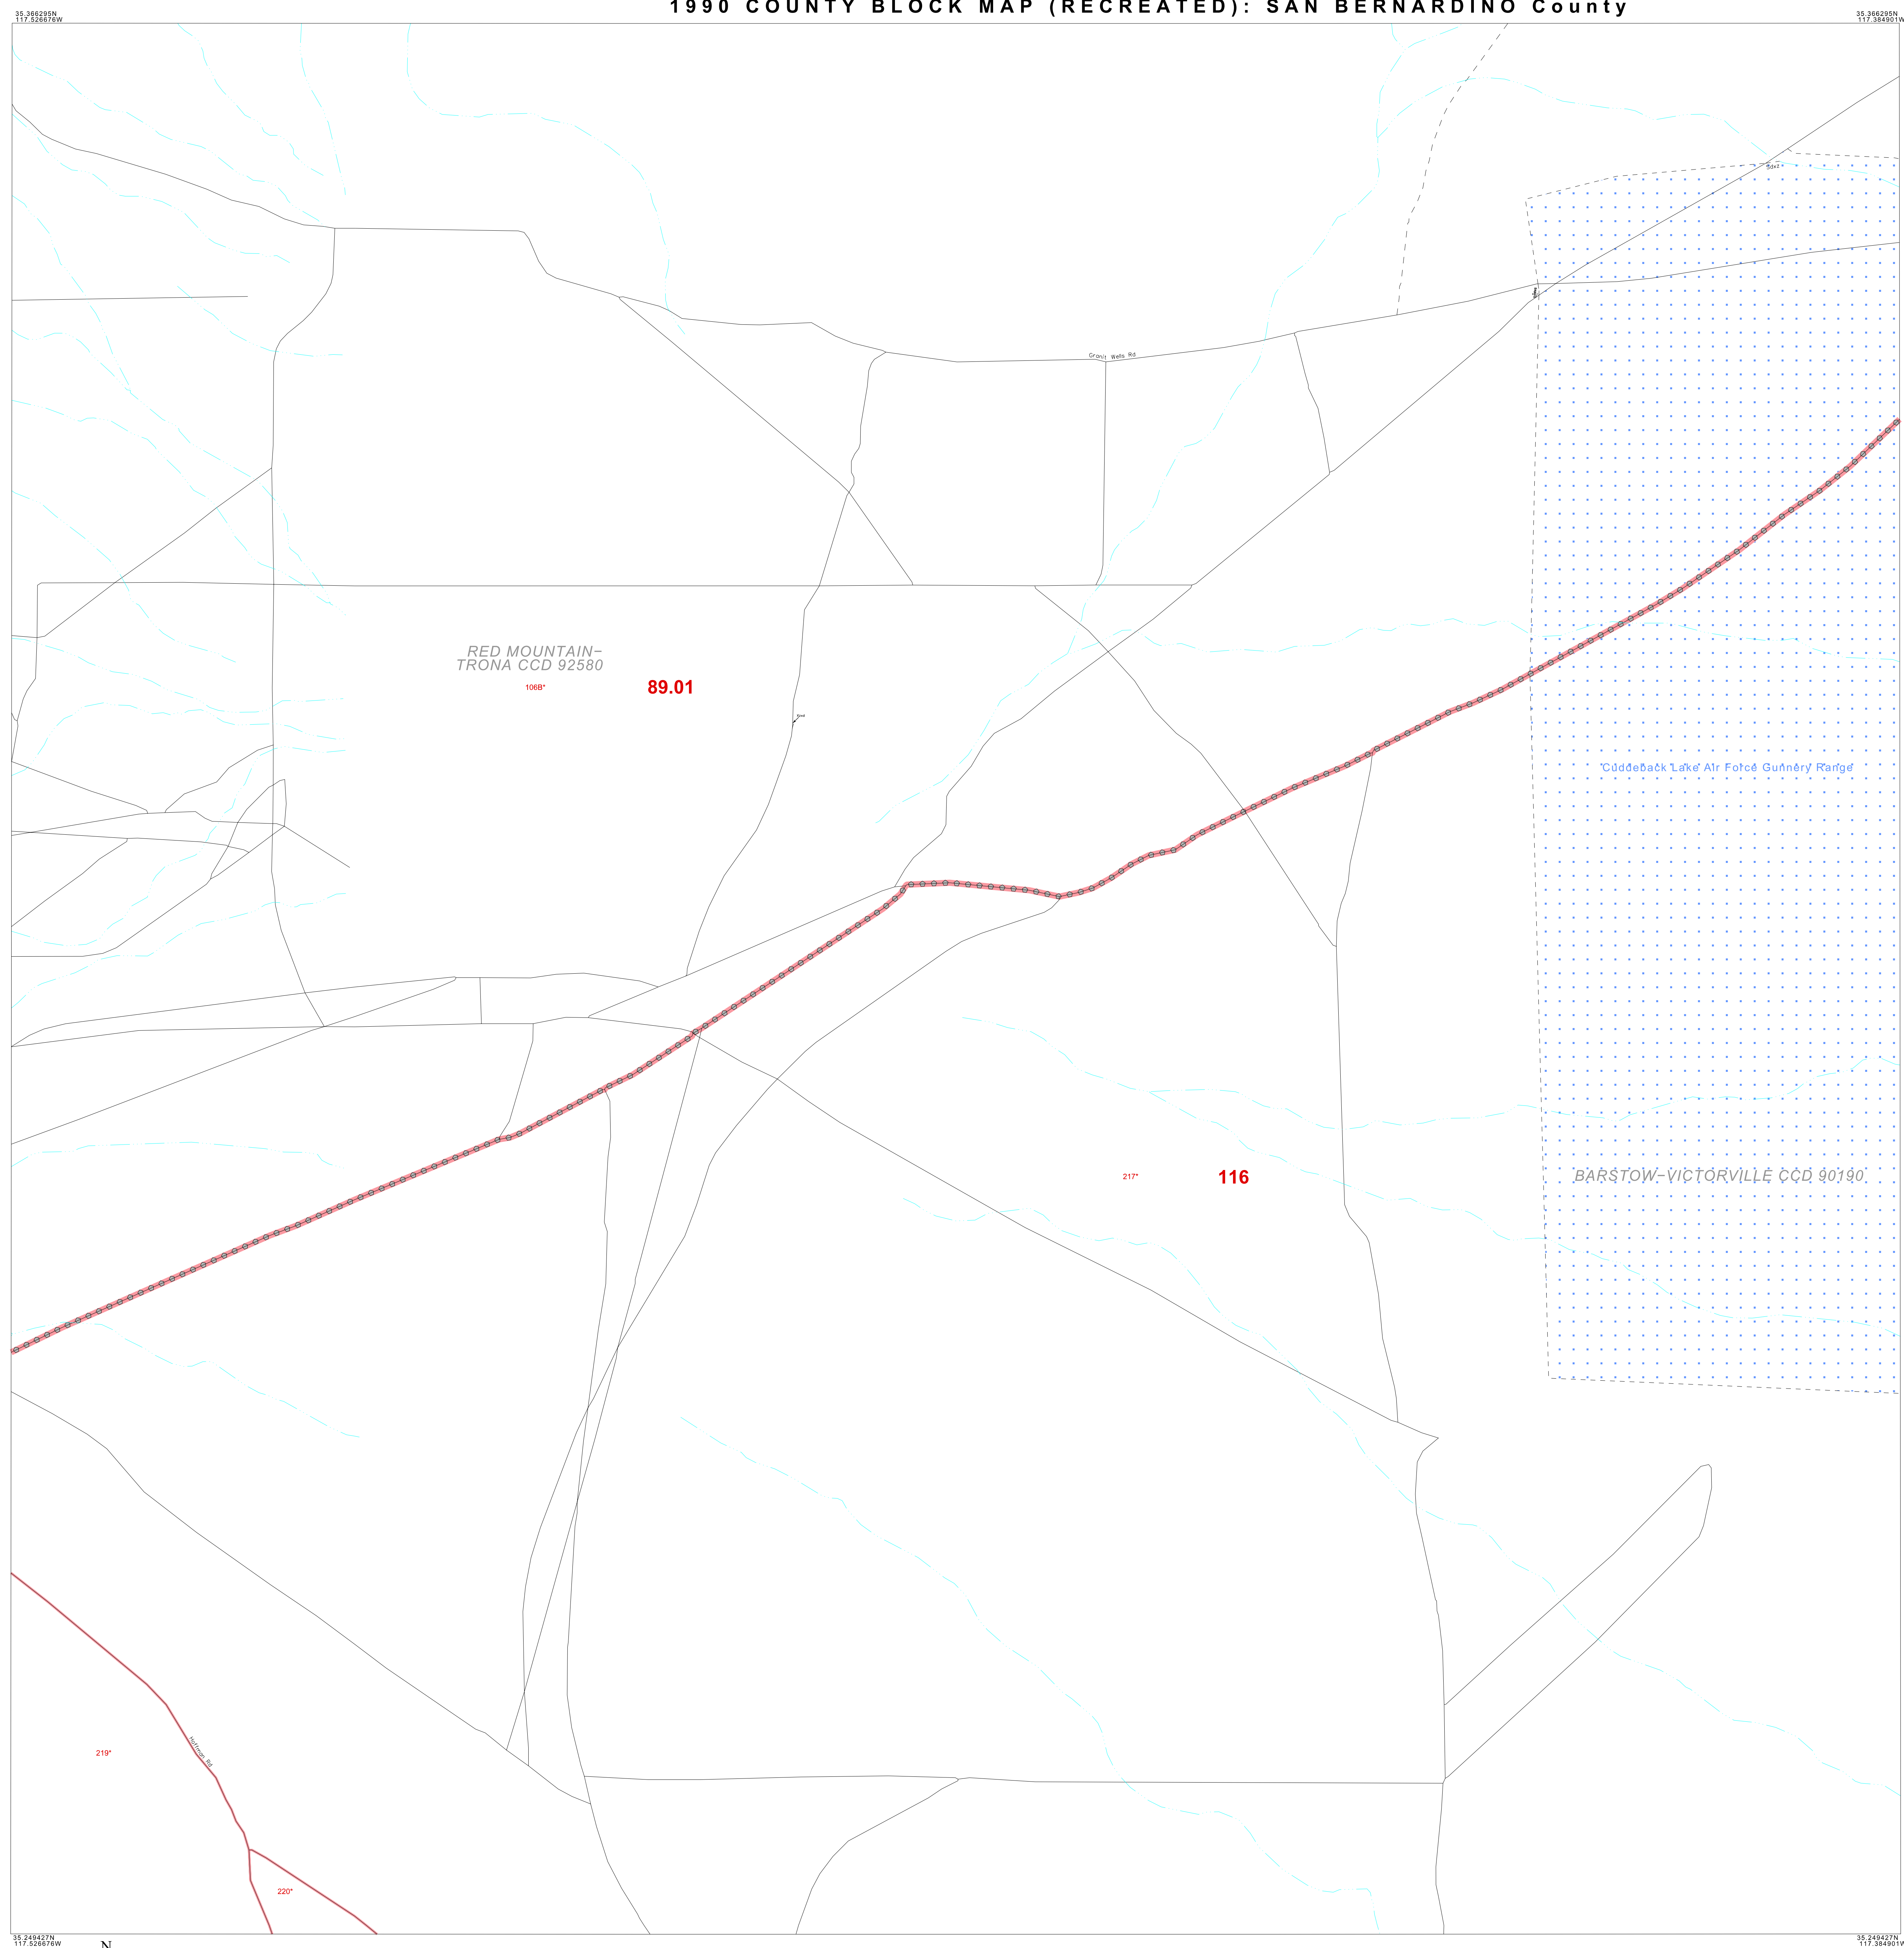 1990 COUNTY BLOCK MAP (RECREATED): SAN BERNARDINO County
35.366295N
117.526676W
35.366295N
117.384901W
Granit Wells Rd
RED MOUNTAIN-
TRONA CCD 92580
106B*
89.01
Cuddeback Lake Air Force Gunnery Range
217*
116
BARSTOW-VICTORVILLE CCD 90190
Hoffman Rd
219*
220*
35.249427N
117.526676W
N
35.249427N
117.384901W